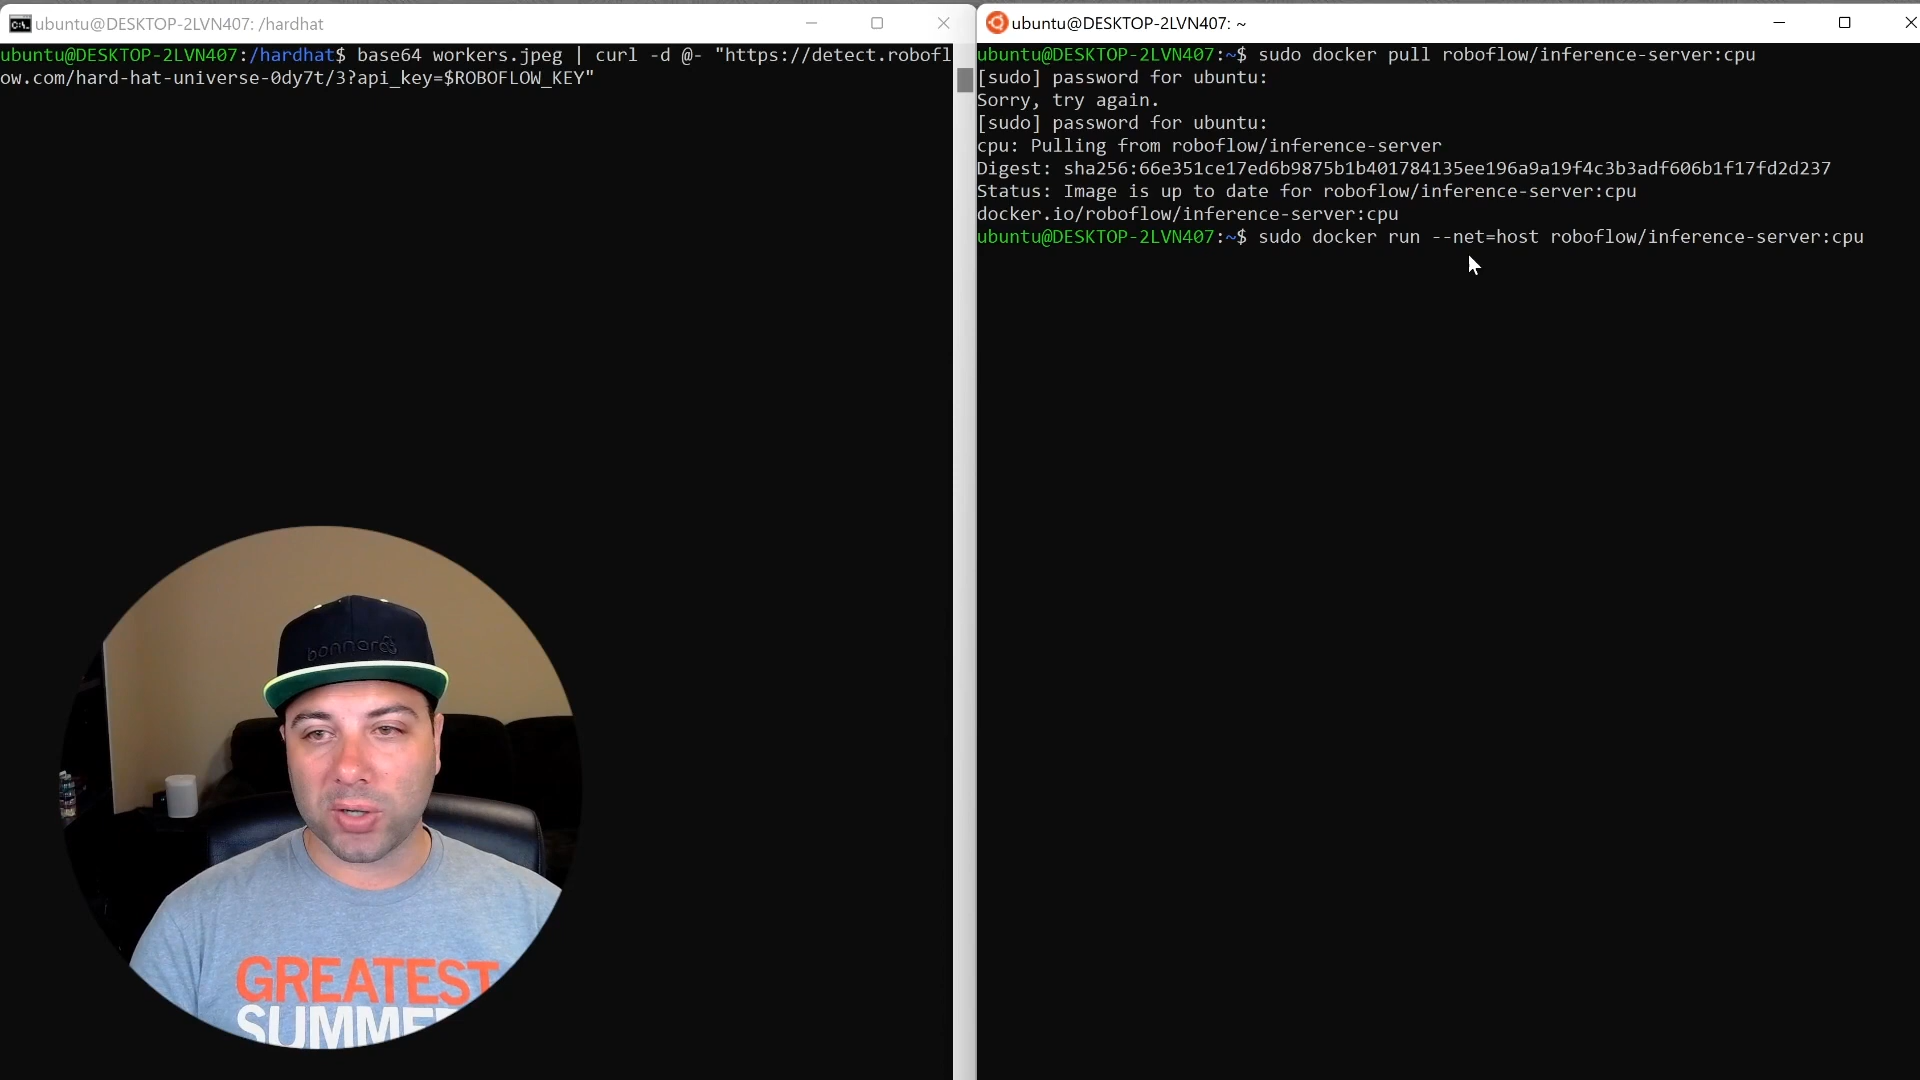 ubuntu@DESKTOP-2LVN407: /hardhat
ubuntu@DESKTOP-2LVN407:/hardhat$ base64 workers.jpeg | curl -d @- "https://detect.robofl
ow.com/hard-hat-universe-0dy7t/3?api_key=$ROBOFLOW_KEY"
ubuntu@DESKTOP-2LVN407: ~
ubuntu@DESKTOP-2LVN407:~$ sudo docker pull roboflow/inference-server:cpu
[sudo] password for ubuntu:
Sorry, try again.
[sudo] password for ubuntu:
cpu: Pulling from roboflow/inference-server
Digest: sha256:66e351ce17ed6b9875b1b401784135ee196a9a19f4c3b3adf606b1f17fd2d237
Status: Image is up to date for roboflow/inference-server:cpu
docker.io/roboflow/inference-server:cpu
ubuntu@DESKTOP-2LVN407:~$ sudo docker run --net=host roboflow/inference-server:cpu
bonnaroo
GREATEST
SUMMER